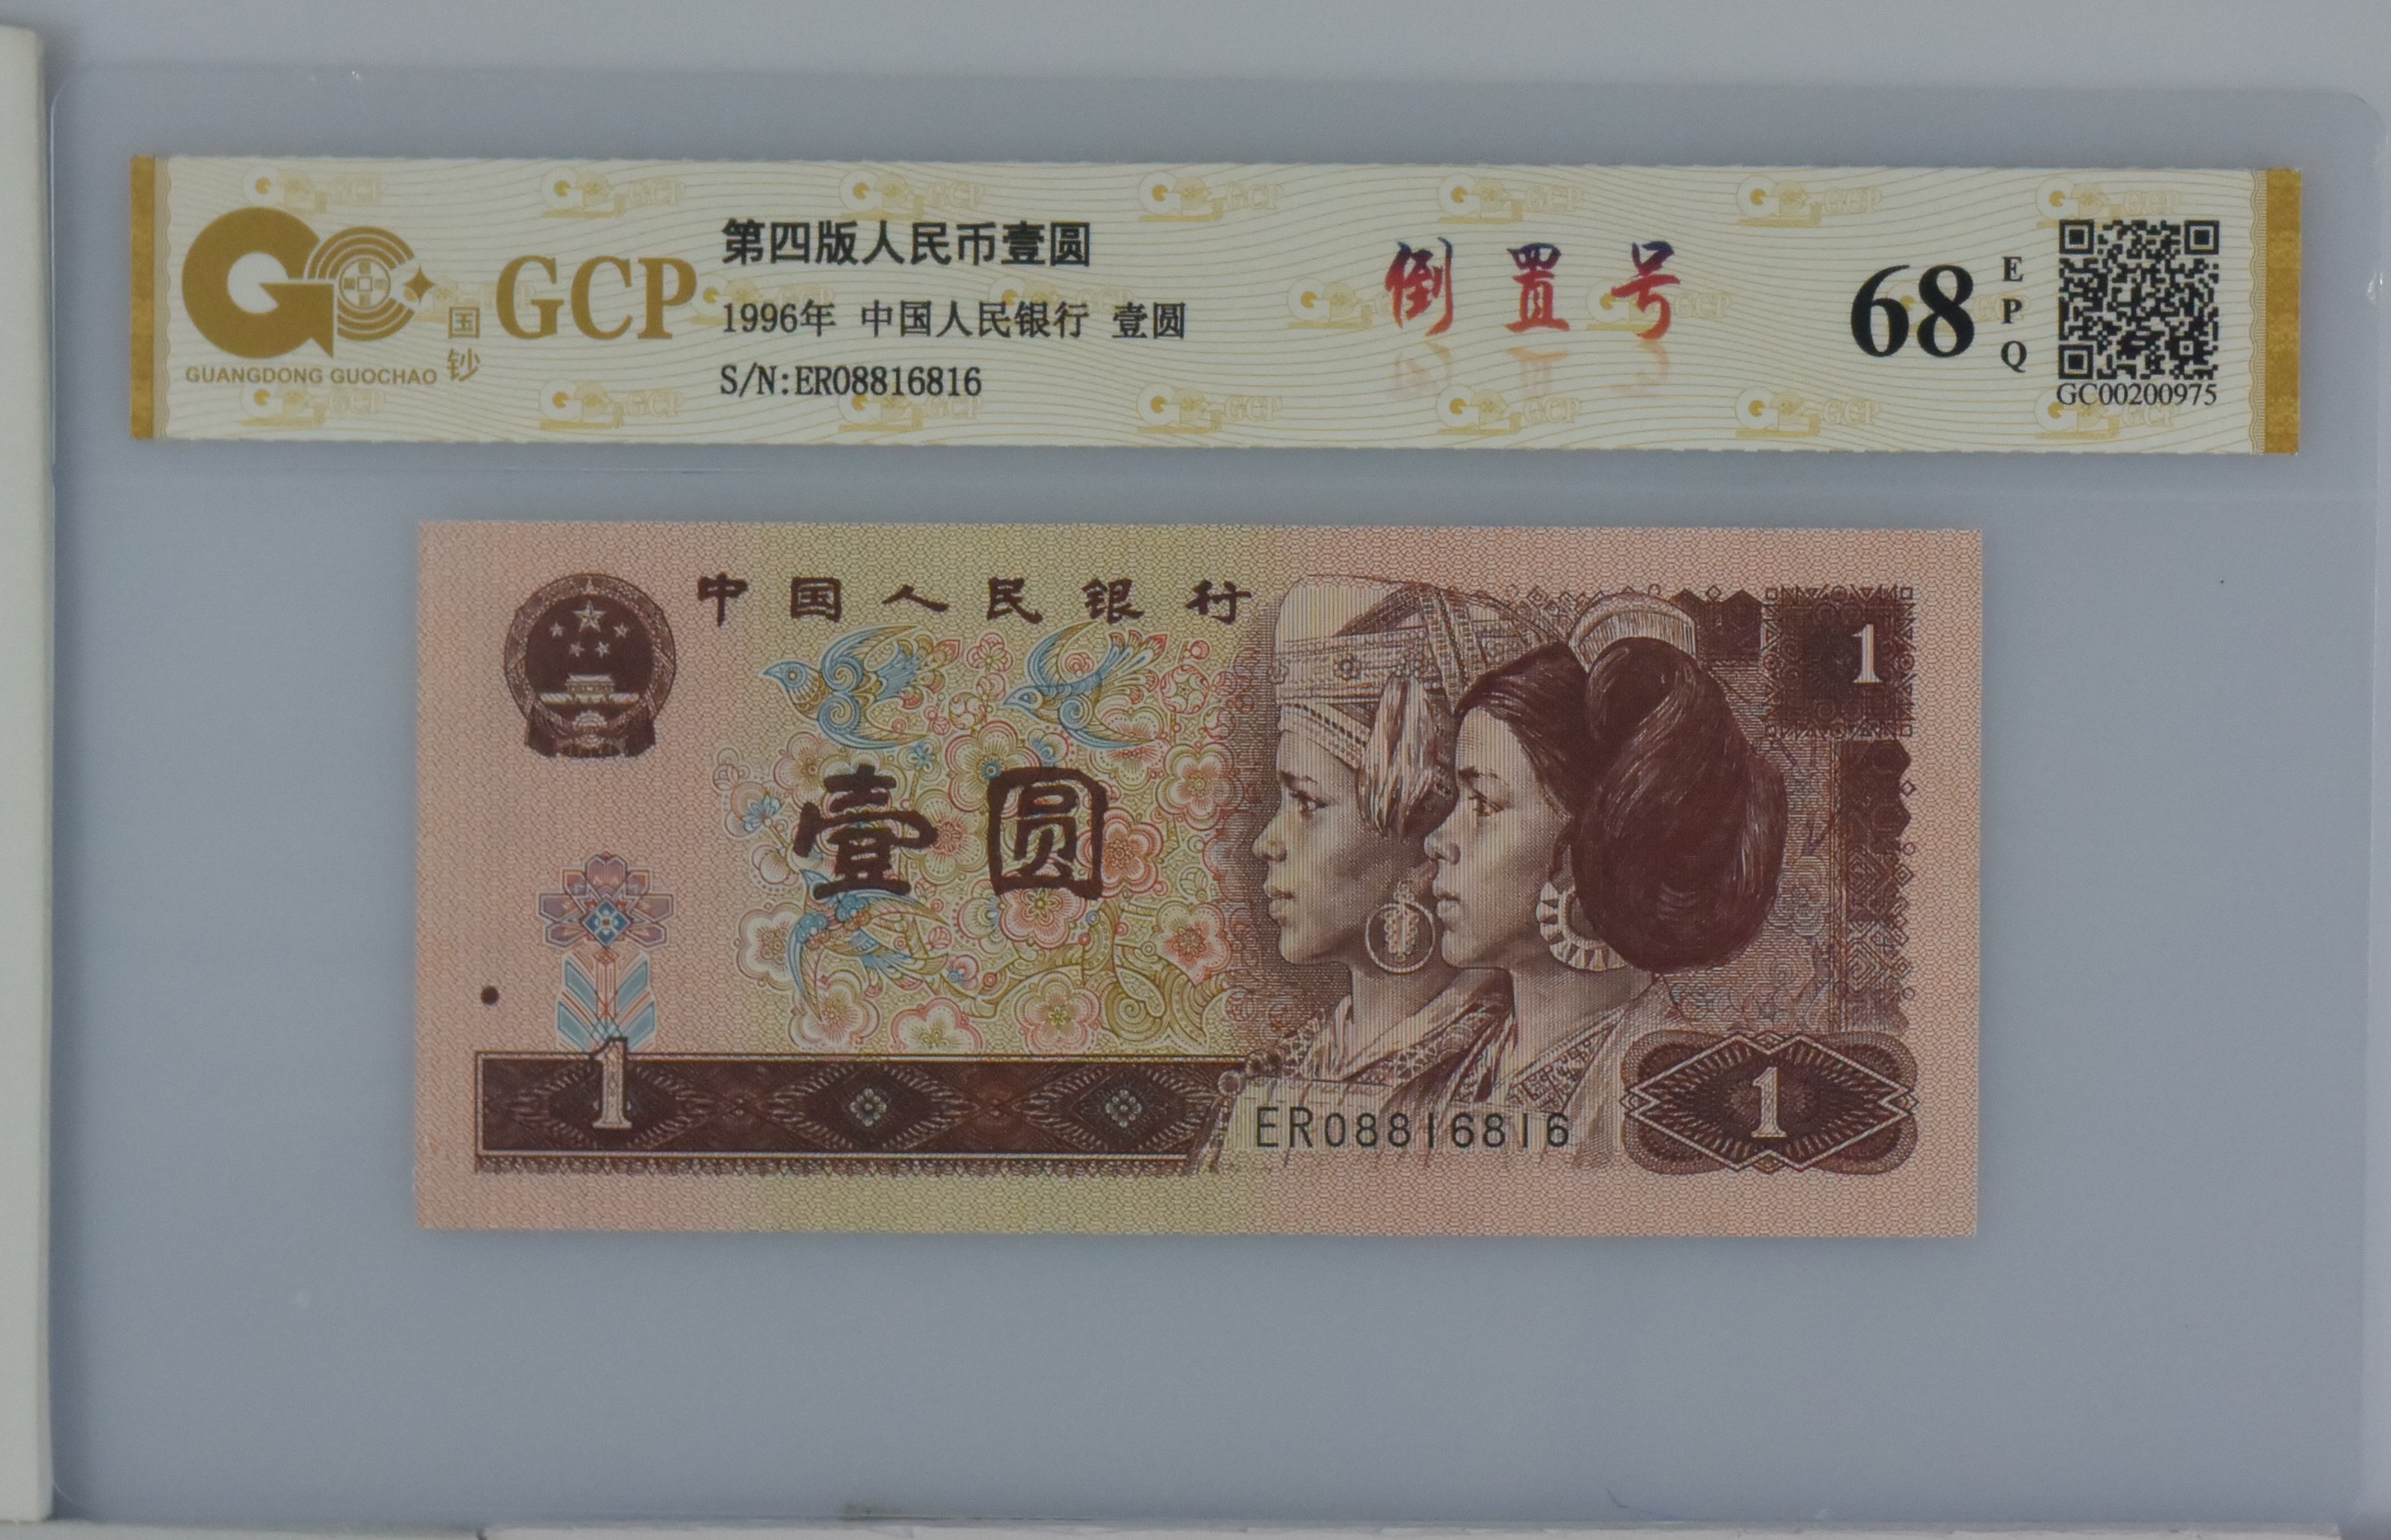 GUANGDONG GUOCHAO
国钞
GCP
第四版人民币壹圆
1996年 中国人民银行 壹圆
S/N:ER08816816
倒置号
68
EPQ
GC00200975
中国人民银行
1
壹圆
1
ER08816816
1